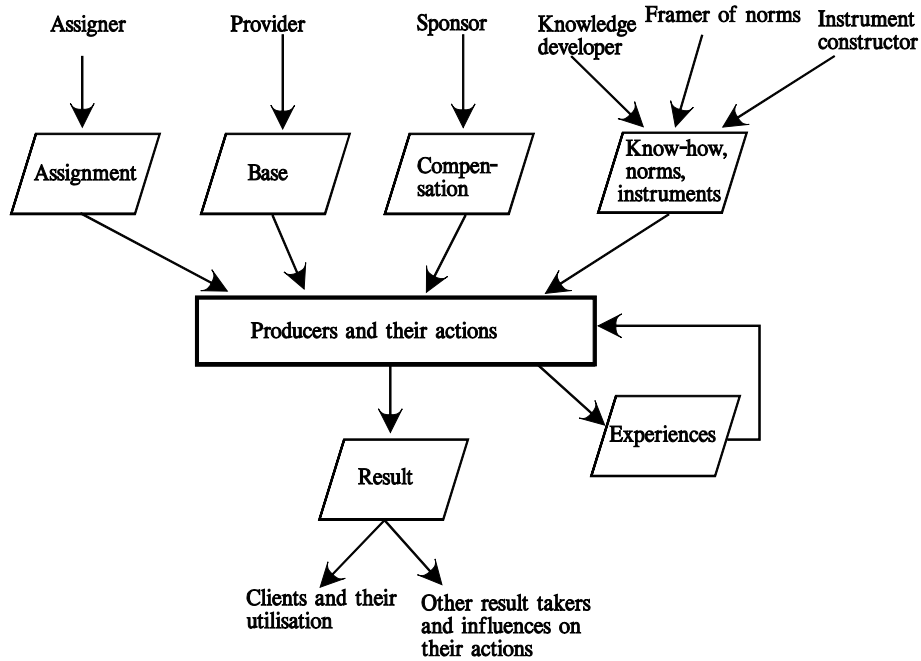 Assigner
Provider
Sponsor
Knowledge
developer
Framer of norms
Instrument
constructor
Assignment
Base
Compen-
sation
Know-how,
norms,
instruments
Producers and their actions
Experiences
Result
Clients and their
utilisation
Other result takers
and influences on
their actions